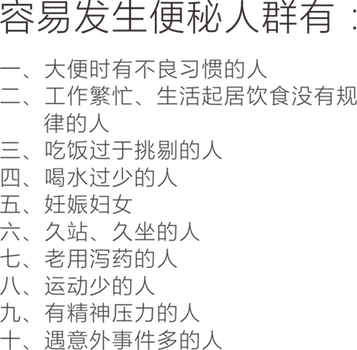 容易发生便秘人群有：
一、大便时有不良习惯的人
二、工作繁忙、生活起居饮食没有规
律的人
三、吃饭过于挑剔的人
四、喝水过少的人
五、妊娠妇女
六、久站、久坐的人
七、老用泻药的人
八、运动少的人
九、有精神压力的人
十、遇意外事件多的人